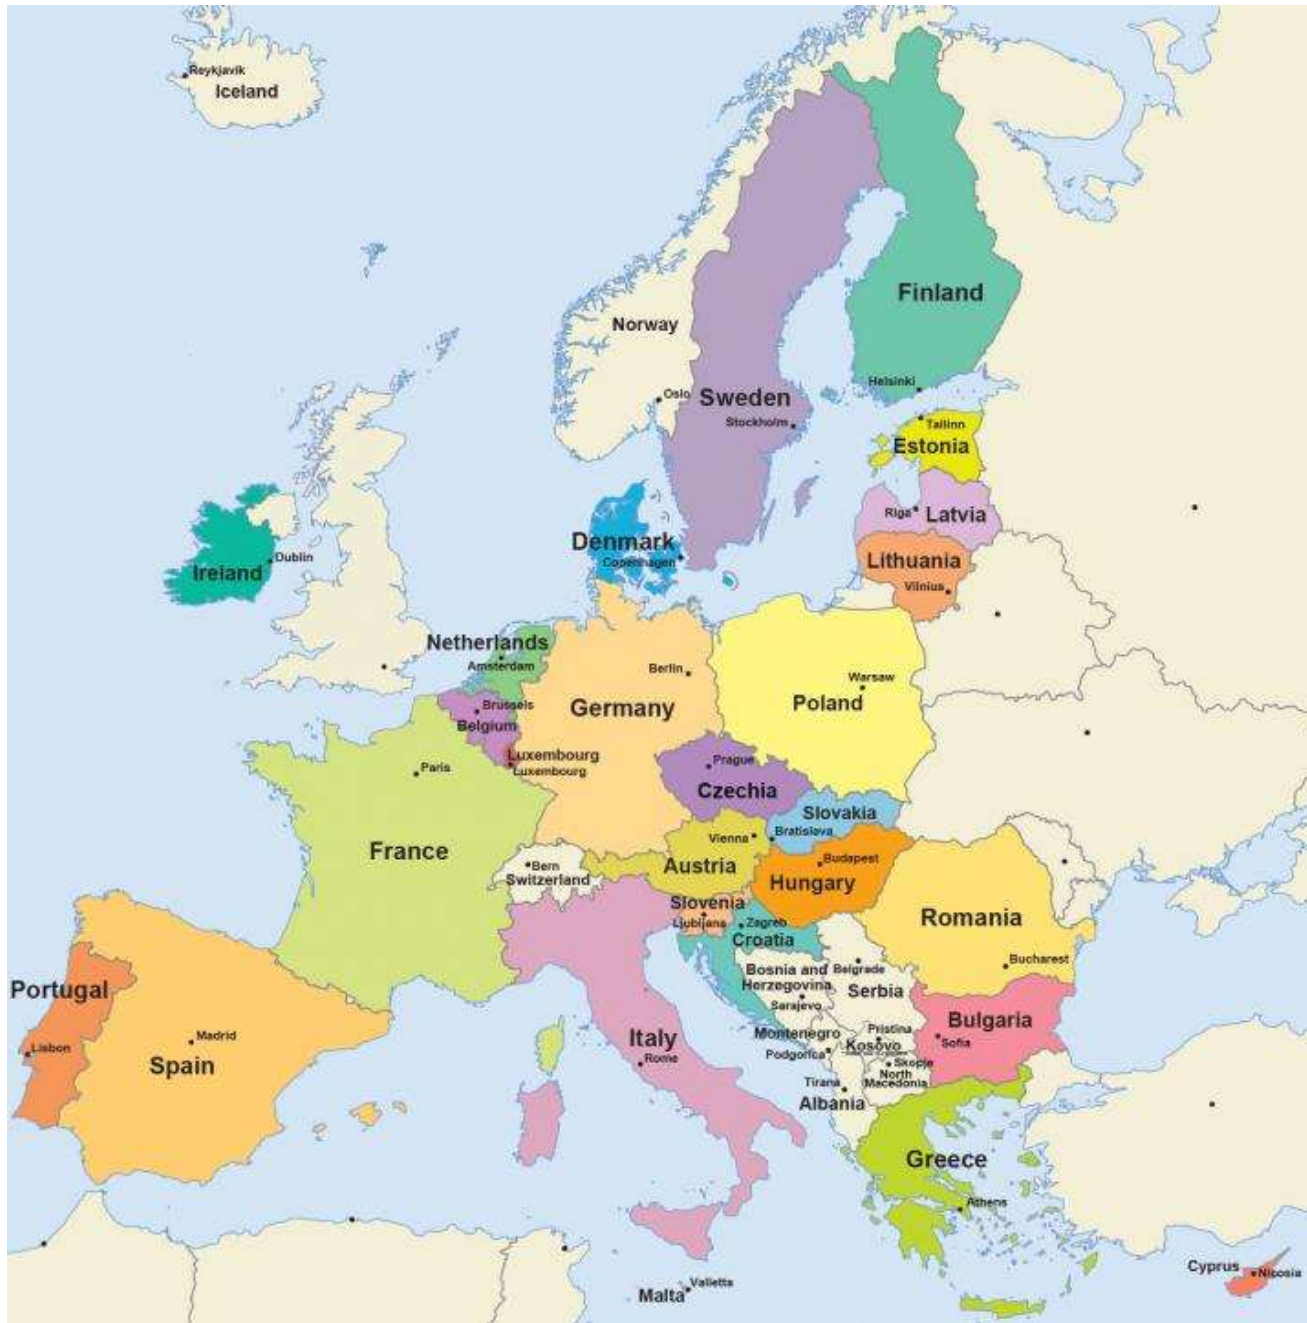 Reykjavik
Iceland
Finland
Norway
Helsinki
Oslo
Sweden
Stockholm
Tallinn
Estonia
Riga
Latvia
Denmark
Copenhagen
Dublin
Ireland
Lithuania
Vilnius
Netherlands
Amsterdam
Berlin
Warsaw
Poland
Germany
Brussels
Belgium
Luxembourg
Luxembourg
Paris
Prague
Czechia
Slovakia
Bratislava
Vienna
France
Austria
Bern
Switzerland
Budapest
Hungary
Slovenia
Ljubljana
Zagreb
Croatia
Romania
Bucharest
Bosnia and
Herzegovina
Sarajevo
Belgrade
Serbia
Portugal
Lisbon
Madrid
Spain
Italy
Rome
Montenegro
Podgorica
Pristina
Kosovo
Bulgaria
Sofia
Skopje
North
Macedonia
Tirana
Albania
Greece
Athens
Cyprus
Nicosia
Valletta
Malta